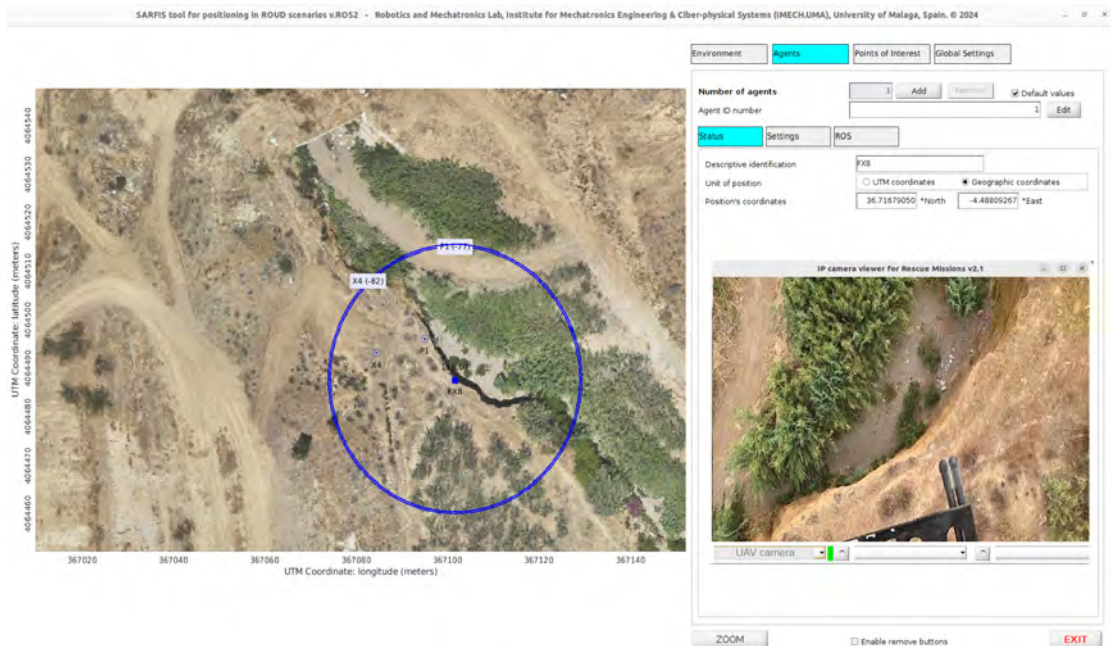 SARFIS tool for positioning in ROUD scenarios v.ROS2 - Robotics and Mechatronics Lab, Institute for Mechatronics Engineering & Ciber-physical Systems (IMECH.UMA), University of Malaga, Spain. © 2024
Environment Agents Points of Interest Global Settings
Number of agents 1 Add Remove Default values
Agent ID number 1 Edit
Status Settings ROS
Descriptive identification FX8
Unit of position UTM coordinates Geographic coordinates
Position's coordinates 36.71679050 °North -4.48809267 °East
UTM Coordinate: latitude (meters)
4064540
4064530
4064520
4064510
4064500
4064490
4064480
4064470
4064460
P1 (-77)
X4 (-82)
P1
X4
FX8
367020 367040 367060 367080 367100 367120 367140
UTM Coordinate: longitude (meters)
IP camera viewer for Rescue Missions v2.1
UAV camera
ZOOM Enable remove buttons EXIT